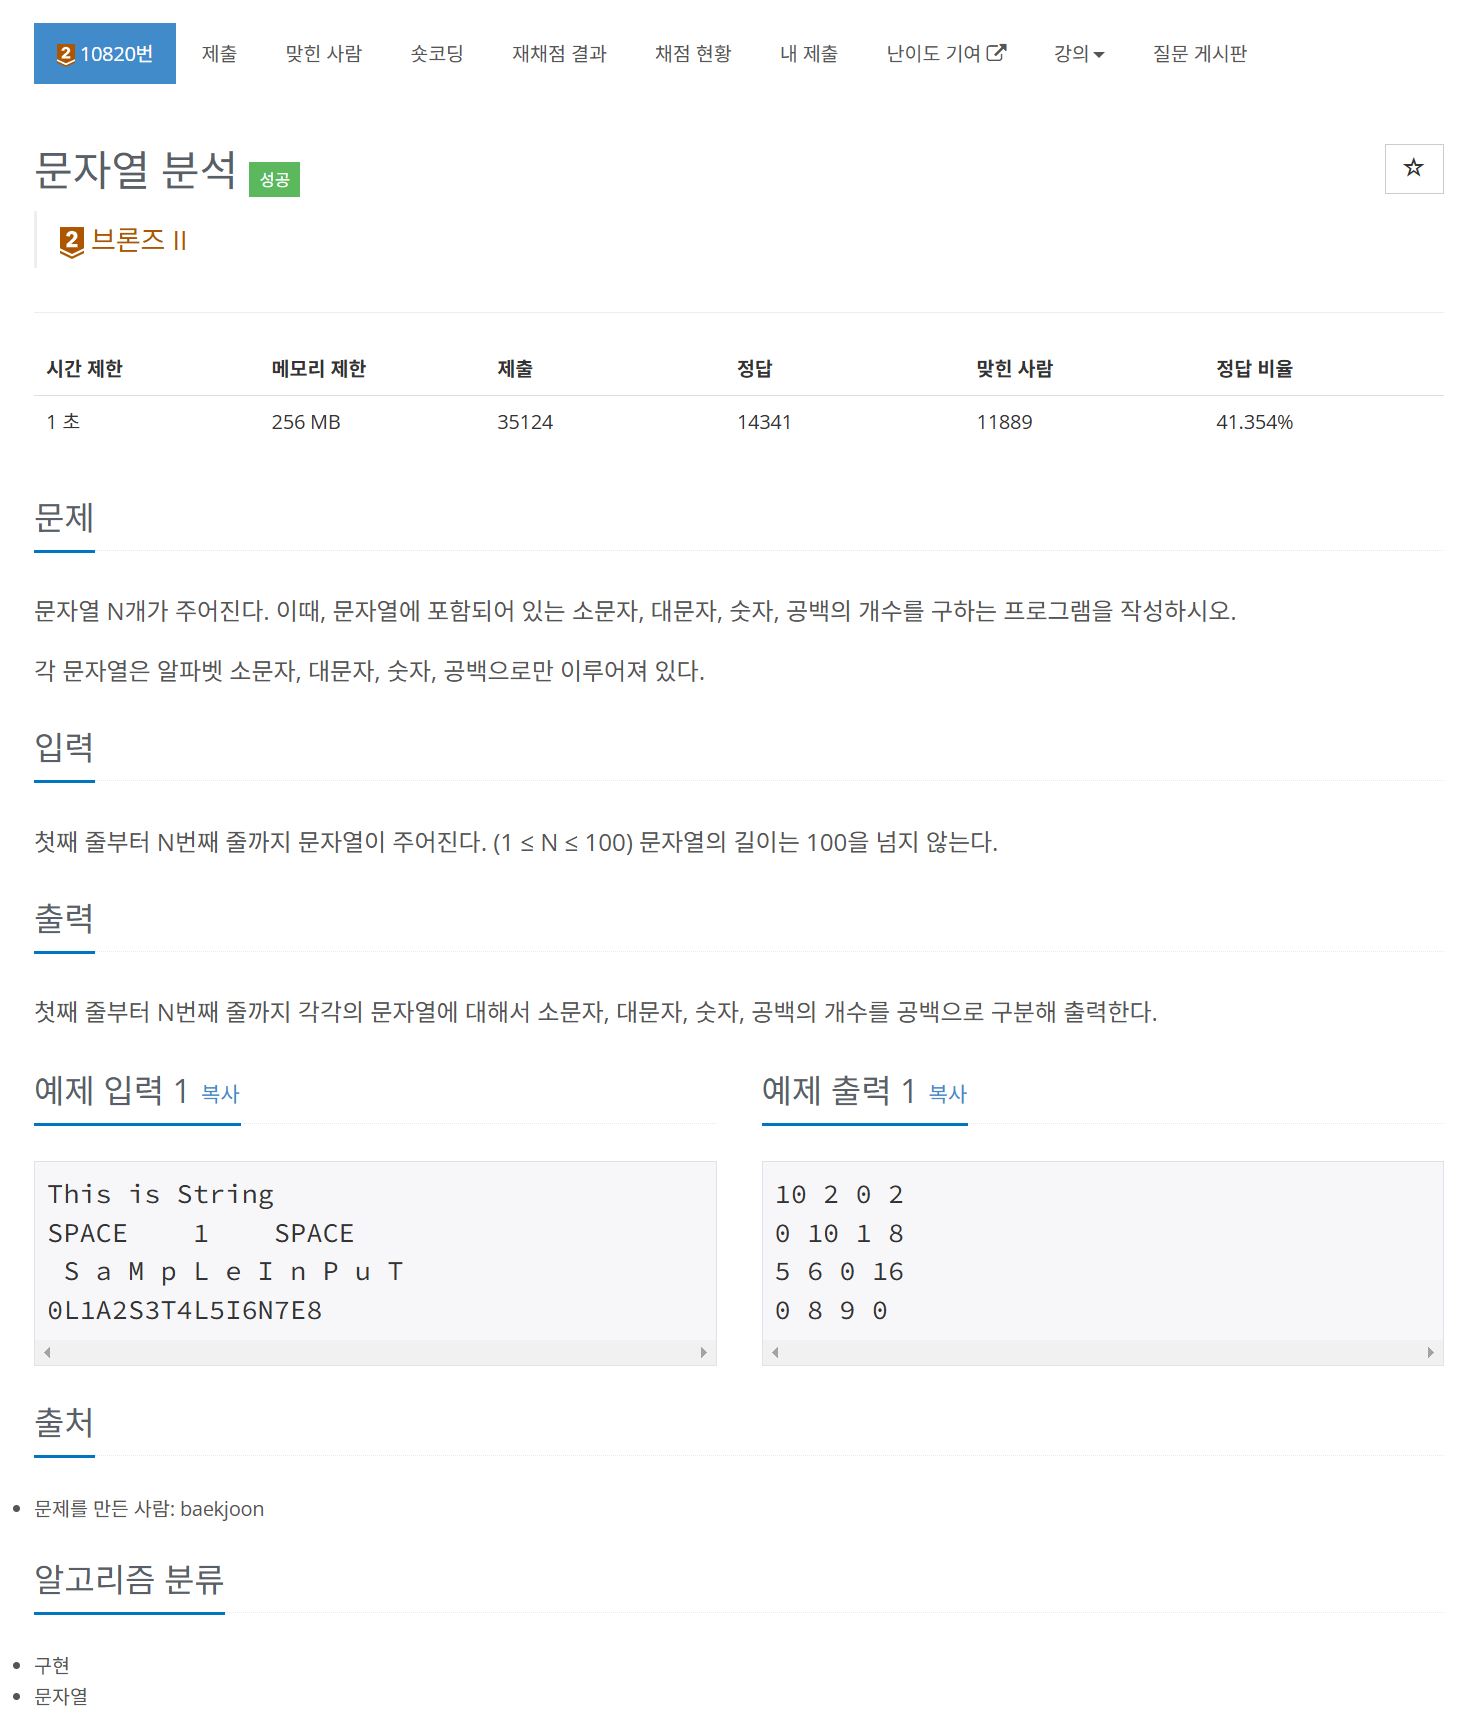 2 10820번 제출 맞힌 사람 숏코딩 재채점 결과 채점 현황 내 제출 난이도 기여 강의 질문 게시판
문자열 분석 성공
2 브론즈 II
시간 제한 메모리 제한 제출 정답 맞힌 사람 정답 비율
1 초 256 MB 35124 14341 11889 41.354%
문제
문자열 N개가 주어진다. 이때, 문자열에 포함되어 있는 소문자, 대문자, 숫자, 공백의 개수를 구하는 프로그램을 작성하시오.
각 문자열은 알파벳 소문자, 대문자, 숫자, 공백으로만 이루어져 있다.
입력
첫째 줄부터 N번째 줄까지 문자열이 주어진다. (1 ≤ N ≤ 100) 문자열의 길이는 100을 넘지 않는다.
출력
첫째 줄부터 N번째 줄까지 각각의 문자열에 대해서 소문자, 대문자, 숫자, 공백의 개수를 공백으로 구분해 출력한다.
예제 입력 1 복사
This is String
SPACE    1    SPACE
 S a M p L e I n P u T
0L1A2S3T4L5I6N7E8
예제 출력 1 복사
10 2 0 2
0 10 1 8
5 6 0 16
0 8 9 0
출처
문제를 만든 사람: baekjoon
알고리즘 분류
구현
문자열